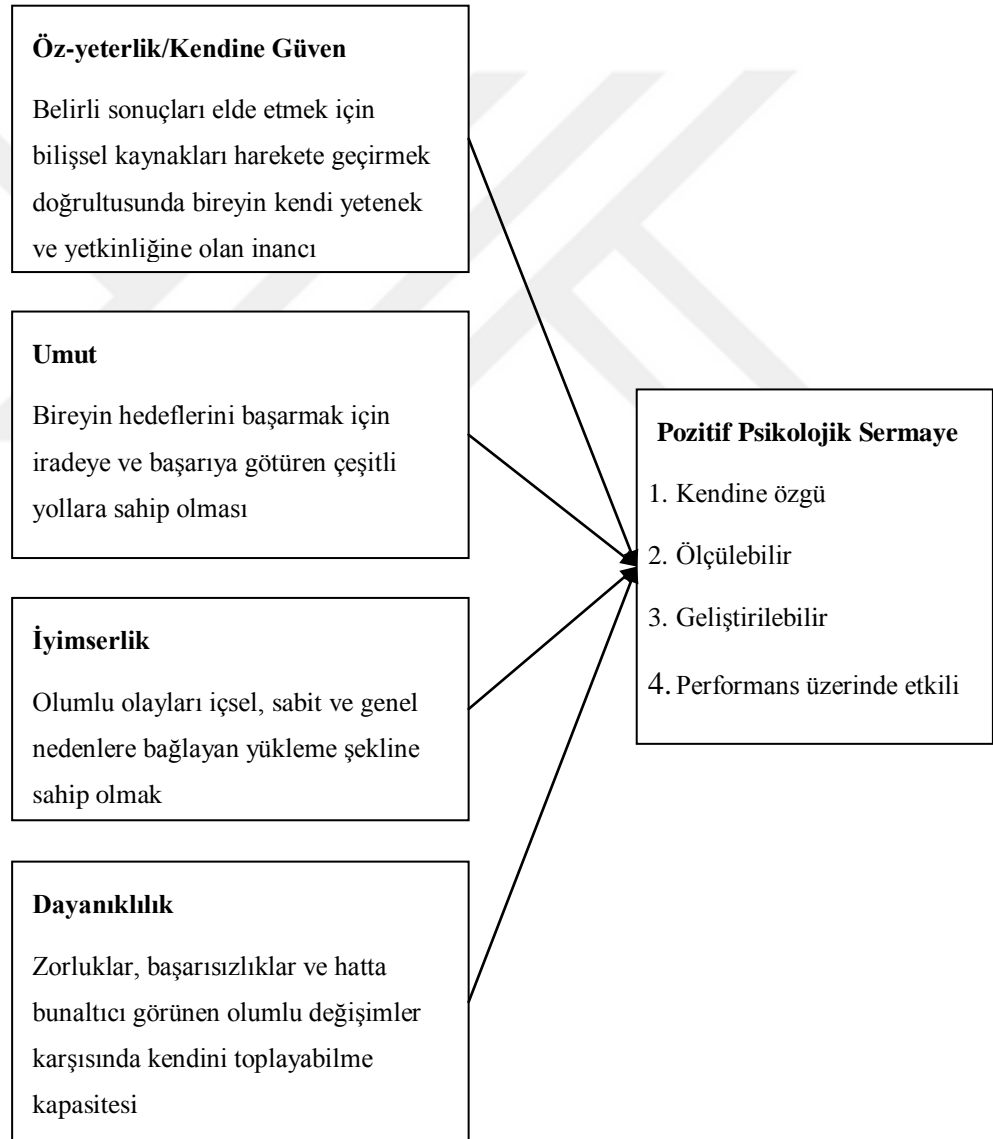 Öz-yeterlik/Kendine Güven
Belirli sonuçları elde etmek için
bilişsel kaynakları harekete geçirmek
doğrultusunda bireyin kendi yetenek
ve yetkinliğine olan inancı
Umut
Bireyin hedeflerini başarmak için
iradeye ve başarıya götüren çeşitli
yollara sahip olması
İyimserlik
Olumlu olayları içsel, sabit ve genel
nedenlere bağlayan yükleme şekline
sahip olmak
Dayanıklılık
Zorluklar, başarısızlıklar ve hatta
bunaltıcı görünen olumlu değişimler
karşısında kendini toplayabilme
kapasitesi
Pozitif Psikolojik Sermaye
1. Kendine özgü
2. Ölçülebilir
3. Geliştirilebilir
4. Performans üzerinde etkili